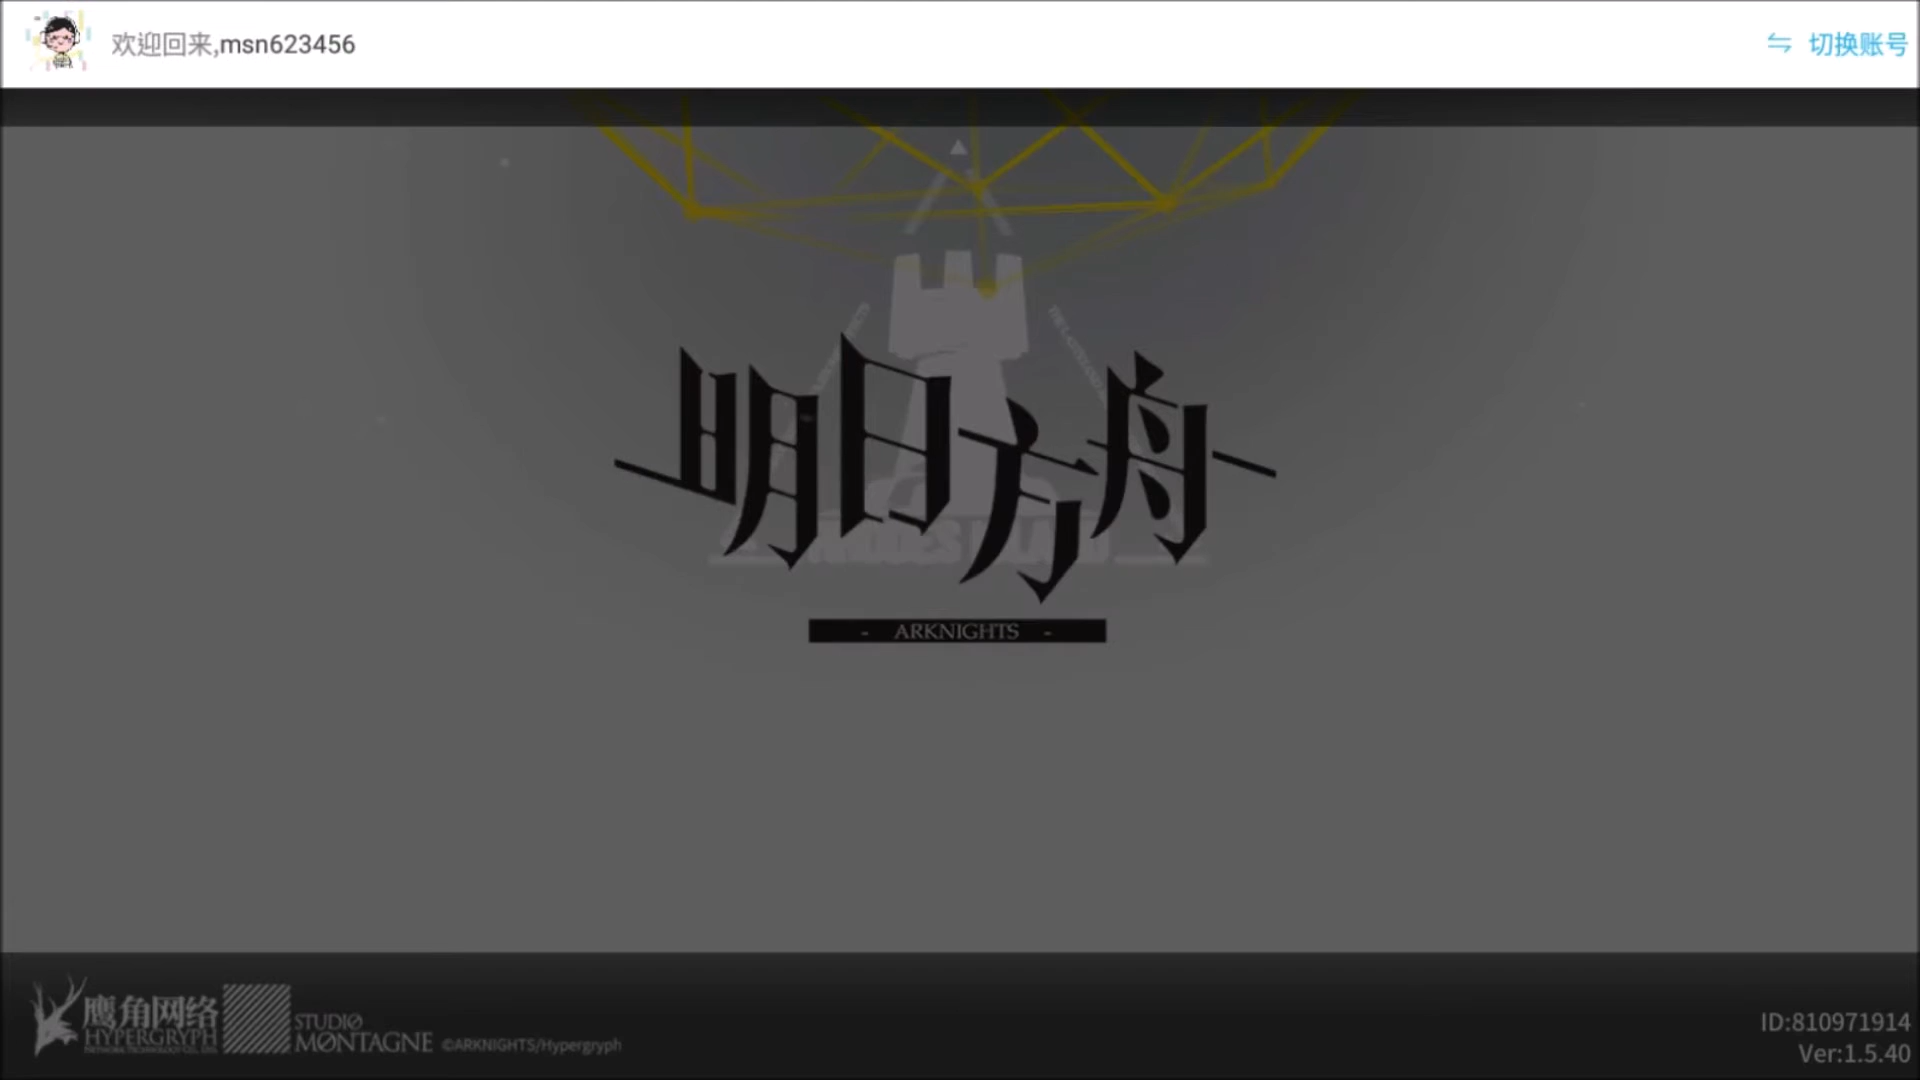 欢迎回来,msn623456
切换账号
明日方舟
- ARKNIGHTS -
鹰角网络
HYPERGRYPH
STUDIO
MØNTAGNE
©ARKNIGHTS/Hypergryph
ID:810971914
Ver:1.5.40